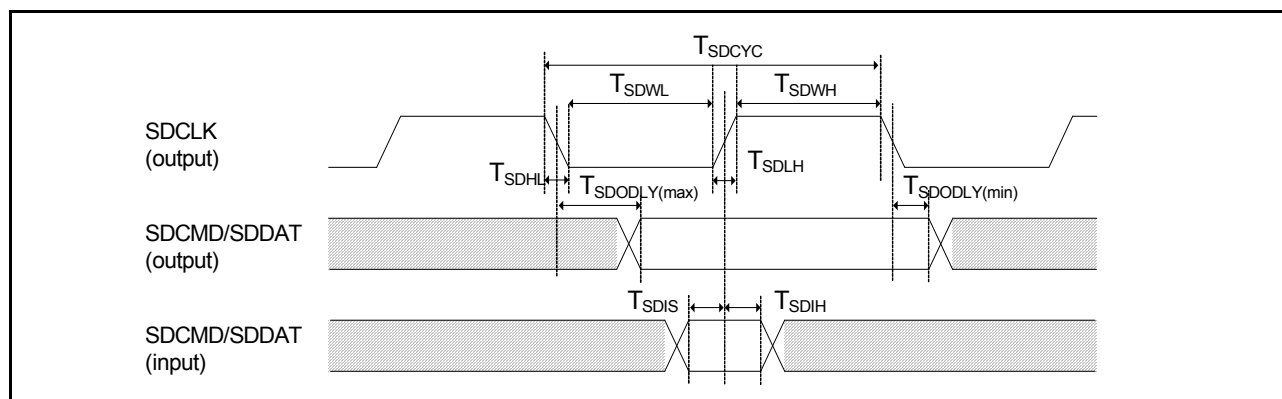 TSDCYC
TSDWL
TSDWH
SDCLK
(output)
TSDHL
TSDLH
TSDODLY(max)
TSDODLY(min)
SDCMD/SDDAT
(output)
TSDIS
TSDIH
SDCMD/SDDAT
(input)